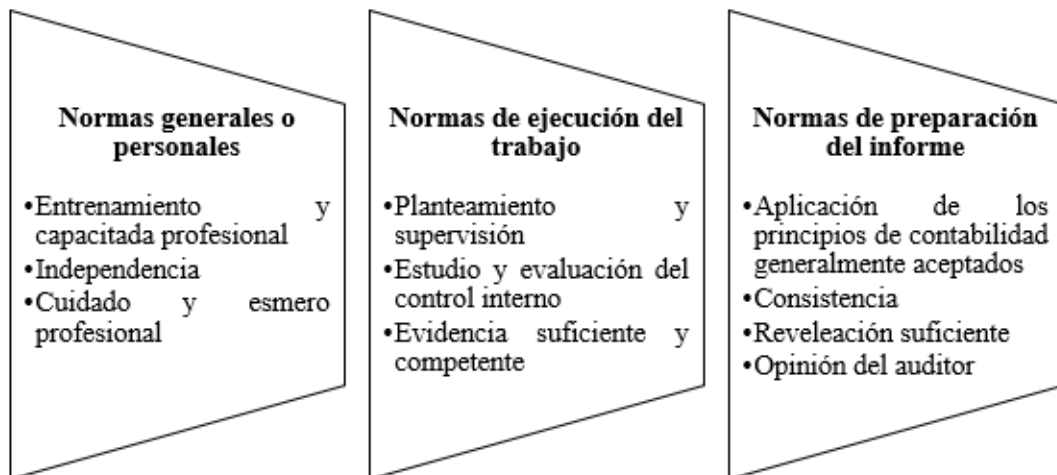 Normas generales o
personales
•Entrenamiento y
capacitada profesional
•Independencia
•Cuidado y esmero
profesional
Normas de ejecución del
trabajo
•Planteamiento y
supervisión
•Estudio y evaluación del
control interno
•Evidencia suficiente y
competente
Normas de preparación
del informe
•Aplicación de los
principios de contabilidad
generalmente aceptados
•Consistencia
•Reveleación suficiente
•Opinión del auditor